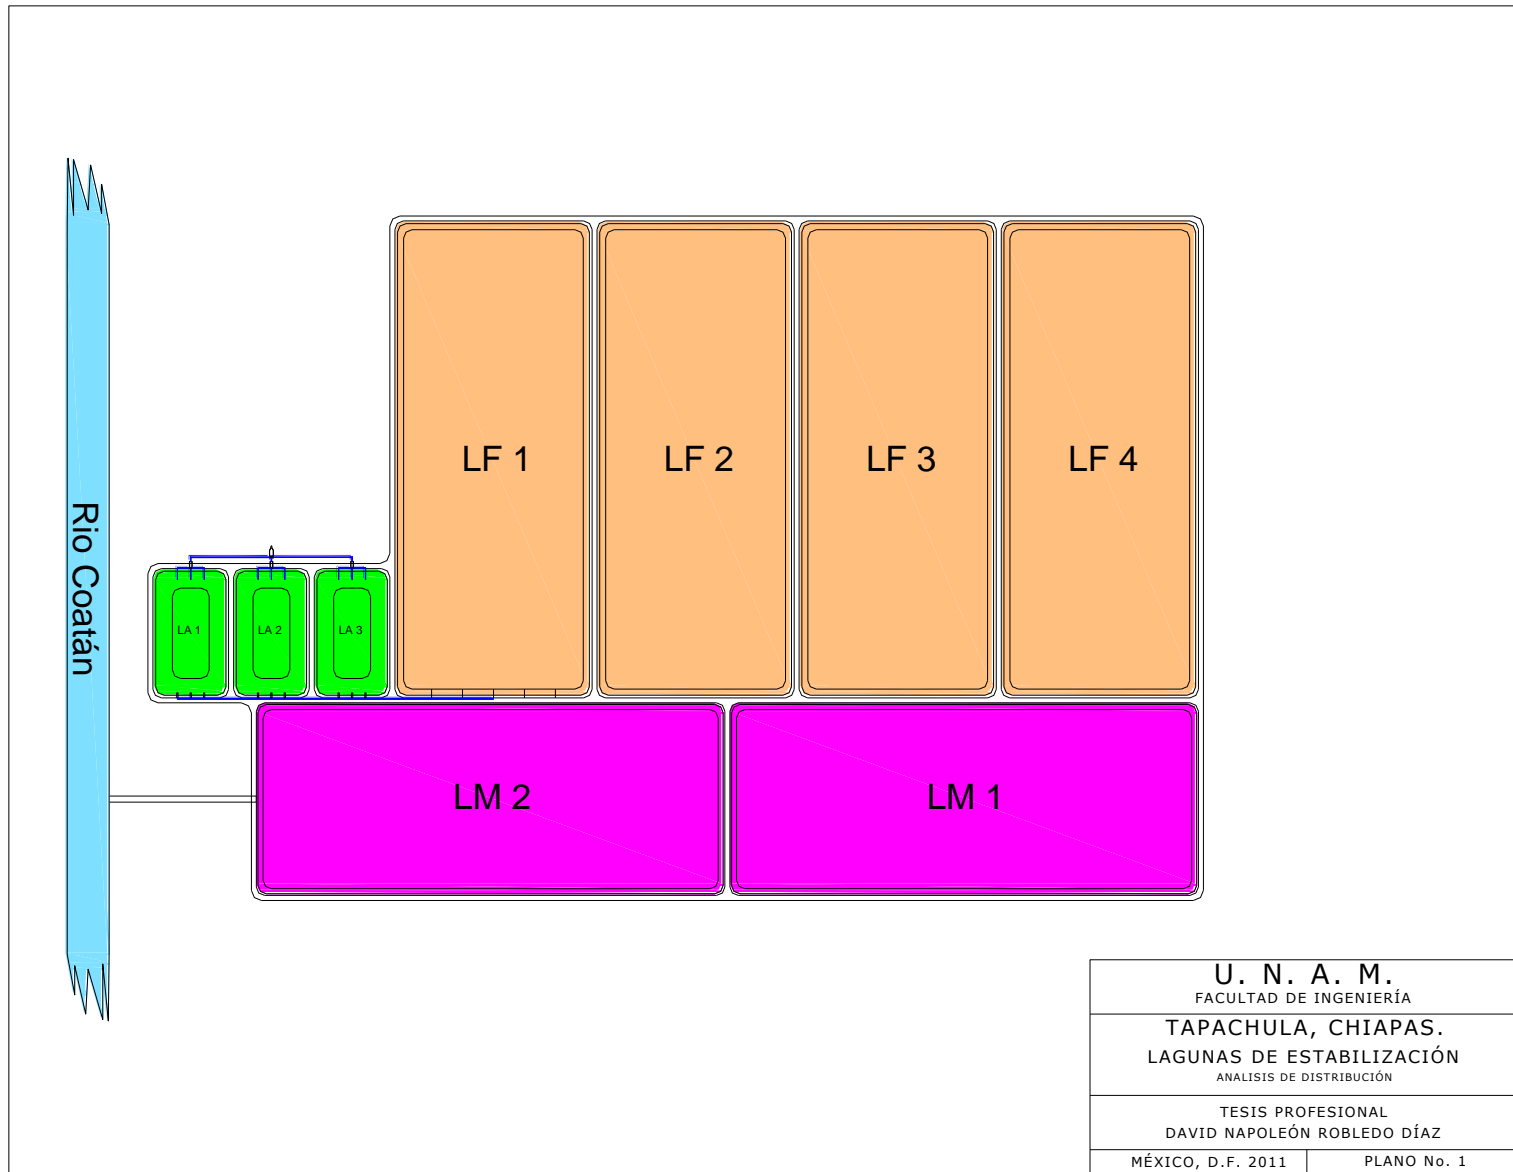 LF 1
LF 2
LF 3
LF 4
Rio Coatán
LA 1
LA 2
LA 3
LM 2
LM 1
U. N. A. M.
FACULTAD DE INGENIERÍA
TAPACHULA, CHIAPAS.
LAGUNAS DE ESTABILIZACIÓN
ANALISIS DE DISTRIBUCIÓN
TESIS PROFESIONAL
DAVID NAPOLEÓN ROBLEDO DÍAZ
MÉXICO, D.F. 2011
PLANO No. 1